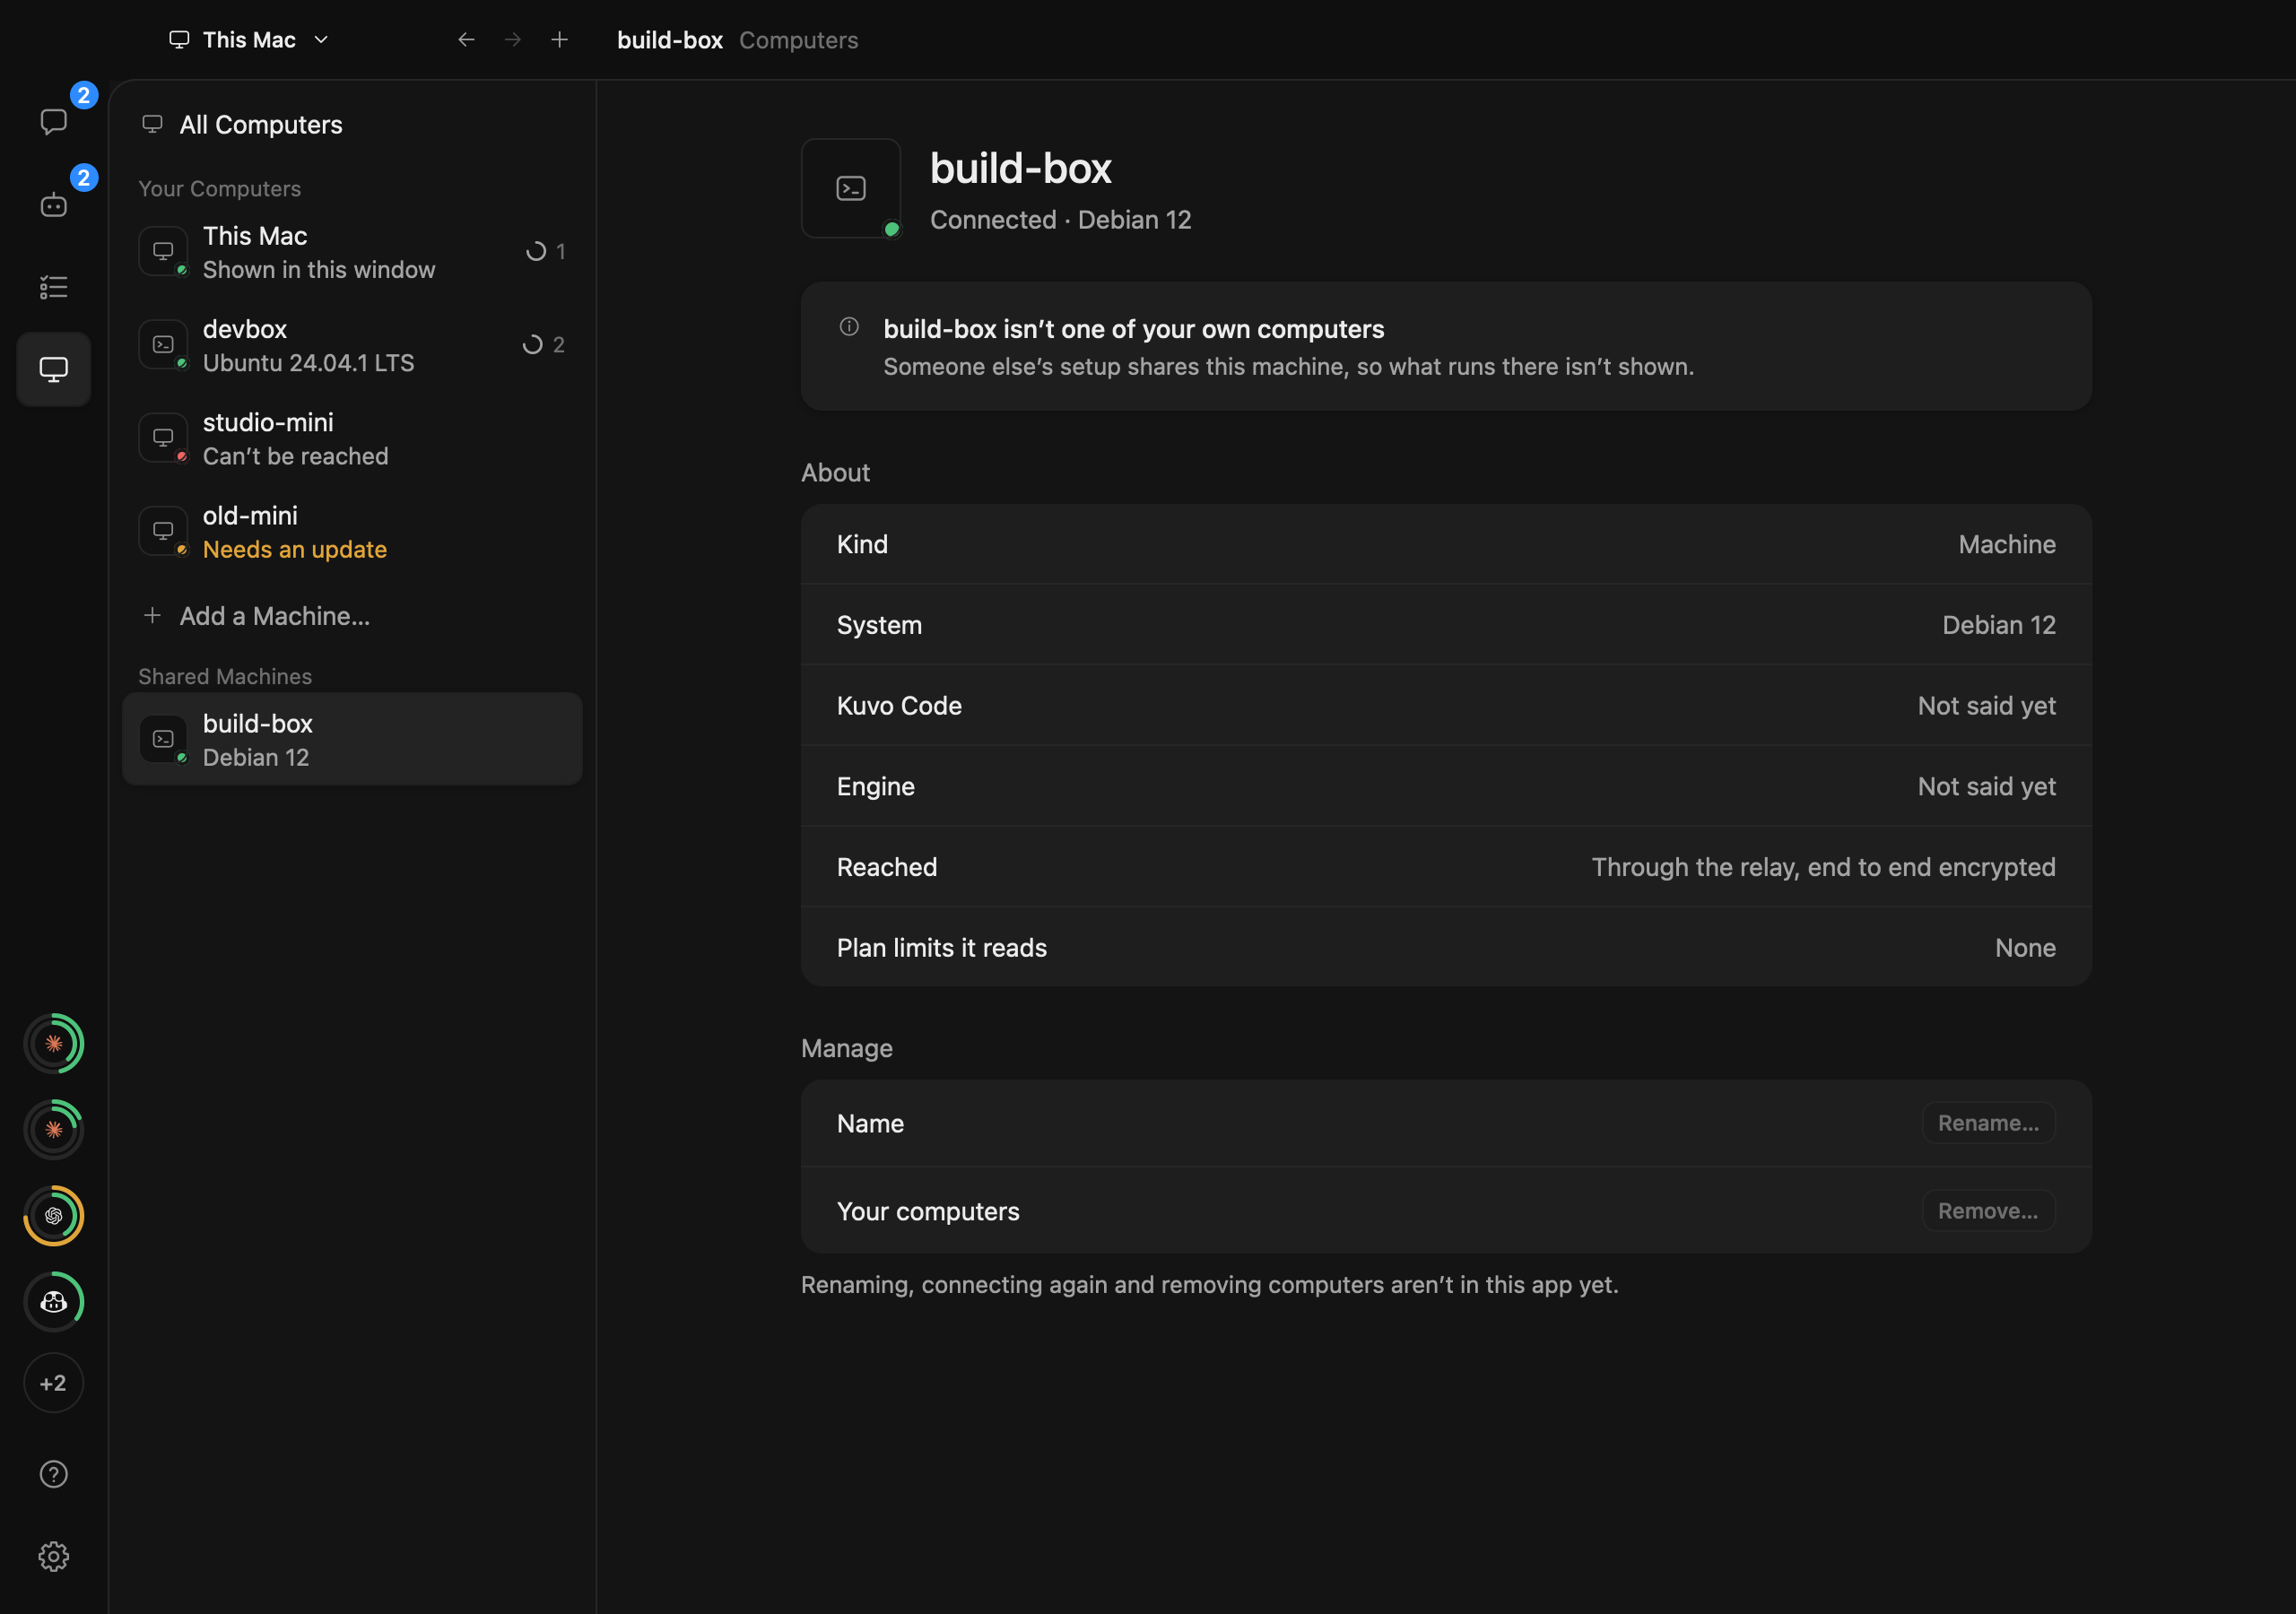 This Mac
build-box Computers
2
2
All Computers
Your Computers
This Mac
Shown in this window
1
devbox
Ubuntu 24.04.1 LTS
2
studio-mini
Can’t be reached
old-mini
Needs an update
Add a Machine...
Shared Machines
build-box
Debian 12
+2
build-box
Connected · Debian 12
build-box isn’t one of your own computers
Someone else’s setup shares this machine, so what runs there isn’t shown.
About
Kind Machine
System Debian 12
Kuvo Code Not said yet
Engine Not said yet
Reached Through the relay, end to end encrypted
Plan limits it reads None
Manage
Name Rename...
Your computers Remove...
Renaming, connecting again and removing computers aren’t in this app yet.